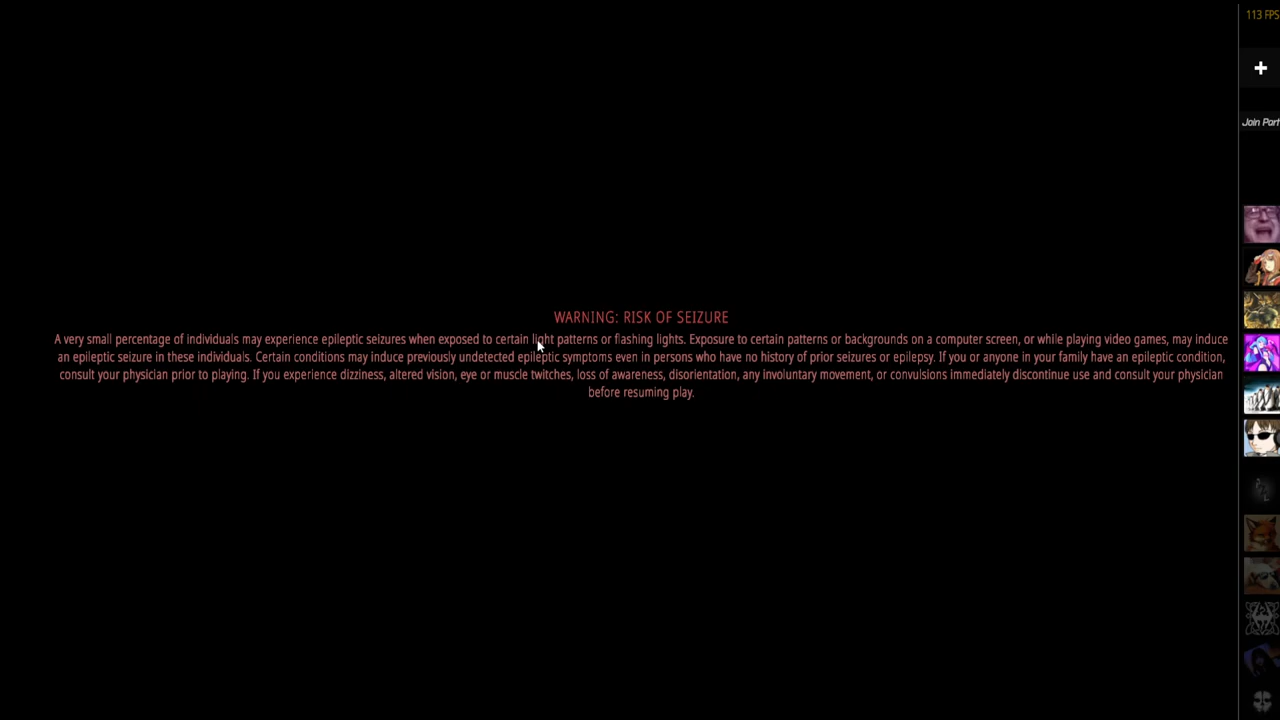 113 FPS
+
Join Part
WARNING: RISK OF SEIZURE
A very small percentage of individuals may experience epileptic seizures when exposed to certain light patterns or flashing lights. Exposure to certain patterns or backgrounds on a computer screen, or while playing video games, may induce
an epileptic seizure in these individuals. Certain conditions may induce previously undetected epileptic symptoms even in persons who have no history of prior seizures or epilepsy. If you or anyone in your family have an epileptic condition,
consult your physician prior to playing. If you experience dizziness, altered vision, eye or muscle twitches, loss of awareness, disorientation, any involuntary movement, or convulsions immediately discontinue use and consult your physician
before resuming play.